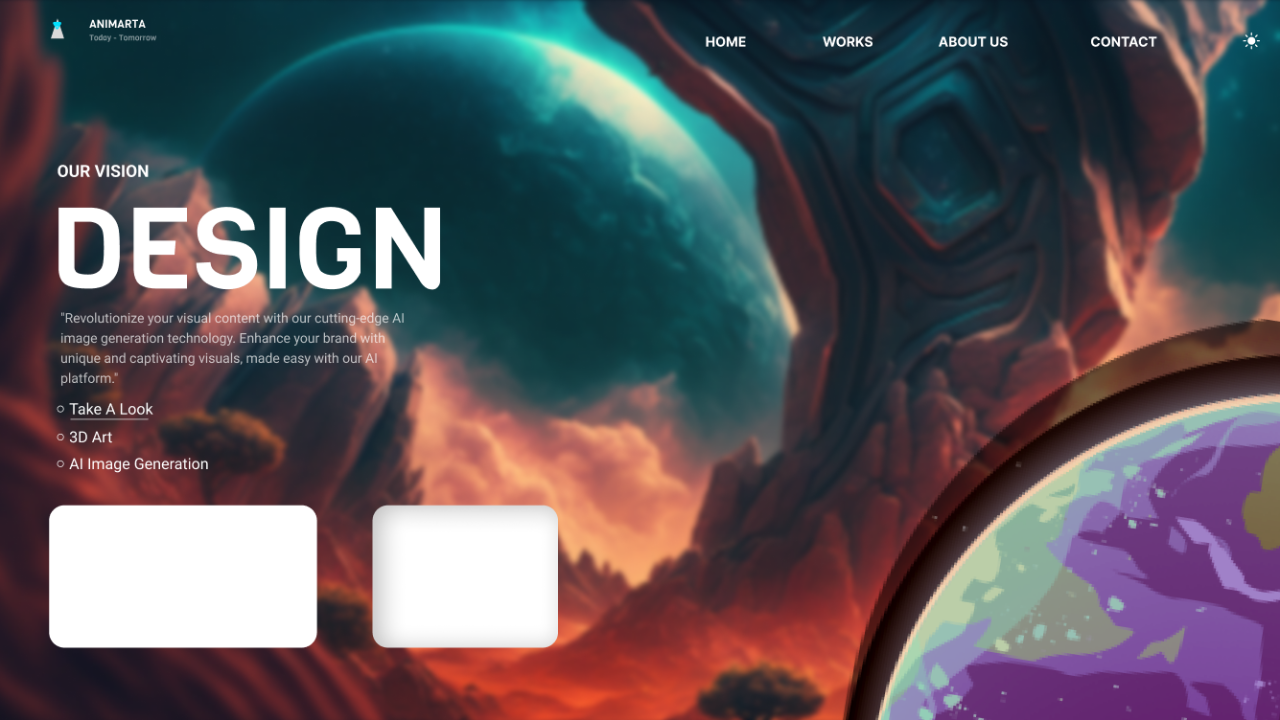 ANIMARTA
Today - Tomorrow
HOME
WORKS
ABOUT US
CONTACT
OUR VISION
DESIGN
"Revolutionize your visual content with our cutting-edge AI
image generation technology. Enhance your brand with
unique and captivating visuals, made easy with our AI
platform."
Take A Look
3D Art
AI Image Generation